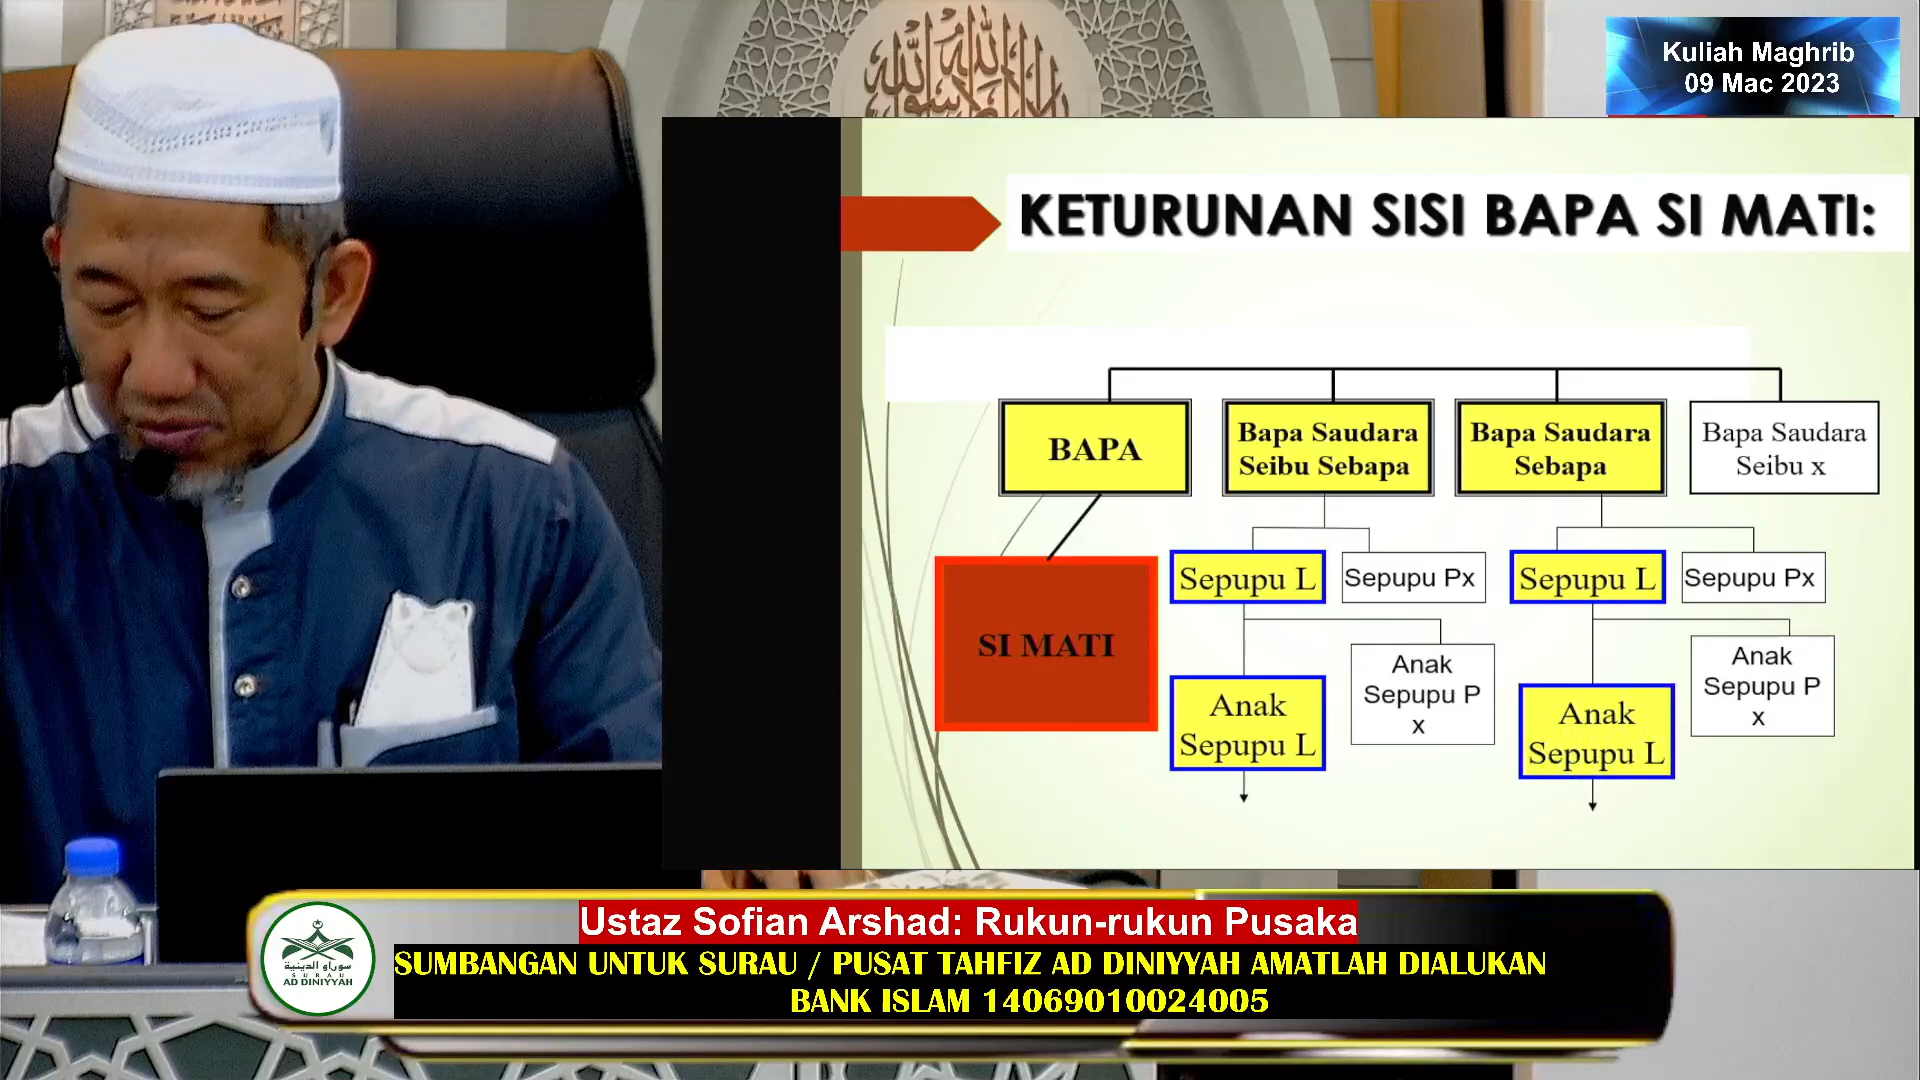 Kuliah Maghrib
09 Mac 2023
KETURUNAN SISI BAPA SI MATI:
BAPA
Bapa Saudara
Seibu Sebapa
Bapa Saudara
Sebapa
Bapa Saudara
Seibu x
SI MATI
Sepupu L
Sepupu Px
Sepupu L
Sepupu Px
Anak
Sepupu L
Anak
Sepupu P
x
Anak
Sepupu L
Anak
Sepupu P
x
Ustaz Sofian Arshad: Rukun-rukun Pusaka
SUMBANGAN UNTUK SURAU / PUSAT TAHFIZ AD DINIYYAH AMATLAH DIALUKAN
BANK ISLAM 14069010024005
سوراو الدينية
SURAU
AD DINIYYAH